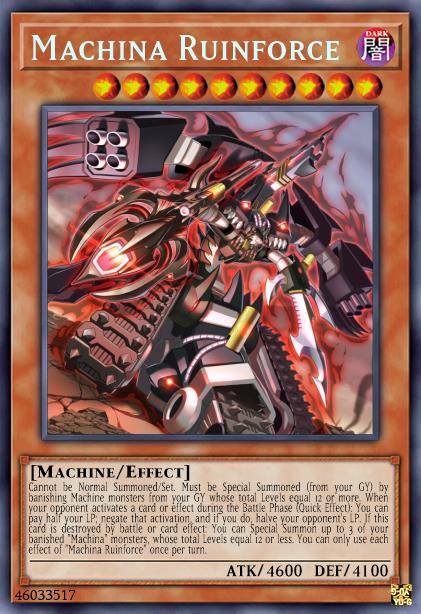 MACHINA RUINFORCE
DARK
闇
[MACHINE/EFFECT]
Cannot be Normal Summoned/Set. Must be Special Summoned (from your GY) by
banishing Machine monsters from your GY whose total Levels equal 12 or more. When
your opponent activates a card or effect during the Battle Phase (Quick Effect): You can
pay half your LP; negate that activation, and if you do, halve your opponent's LP. If this
card is destroyed by battle or card effect: You can Special Summon up to 3 of your
banished "Machina" monsters, whose total Levels equal 12 or less. You can only use each
effect of "Machina Ruinforce" once per turn.
ATK/4600 DEF/4100
46033517